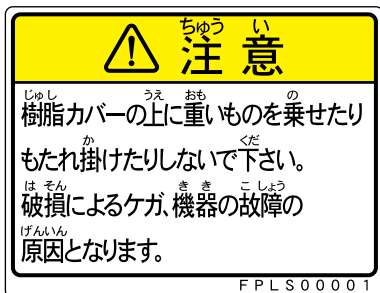 ちゅう い
注 意
じゅし うえ おも の
樹脂カバーの上に重いものを乗せたり
か くだ
もたれ掛けたりしないで下さい。
は そん き き こ しょう
破損によるケガ、機器の故障の
げんいん
原因となります。
FPLS00001